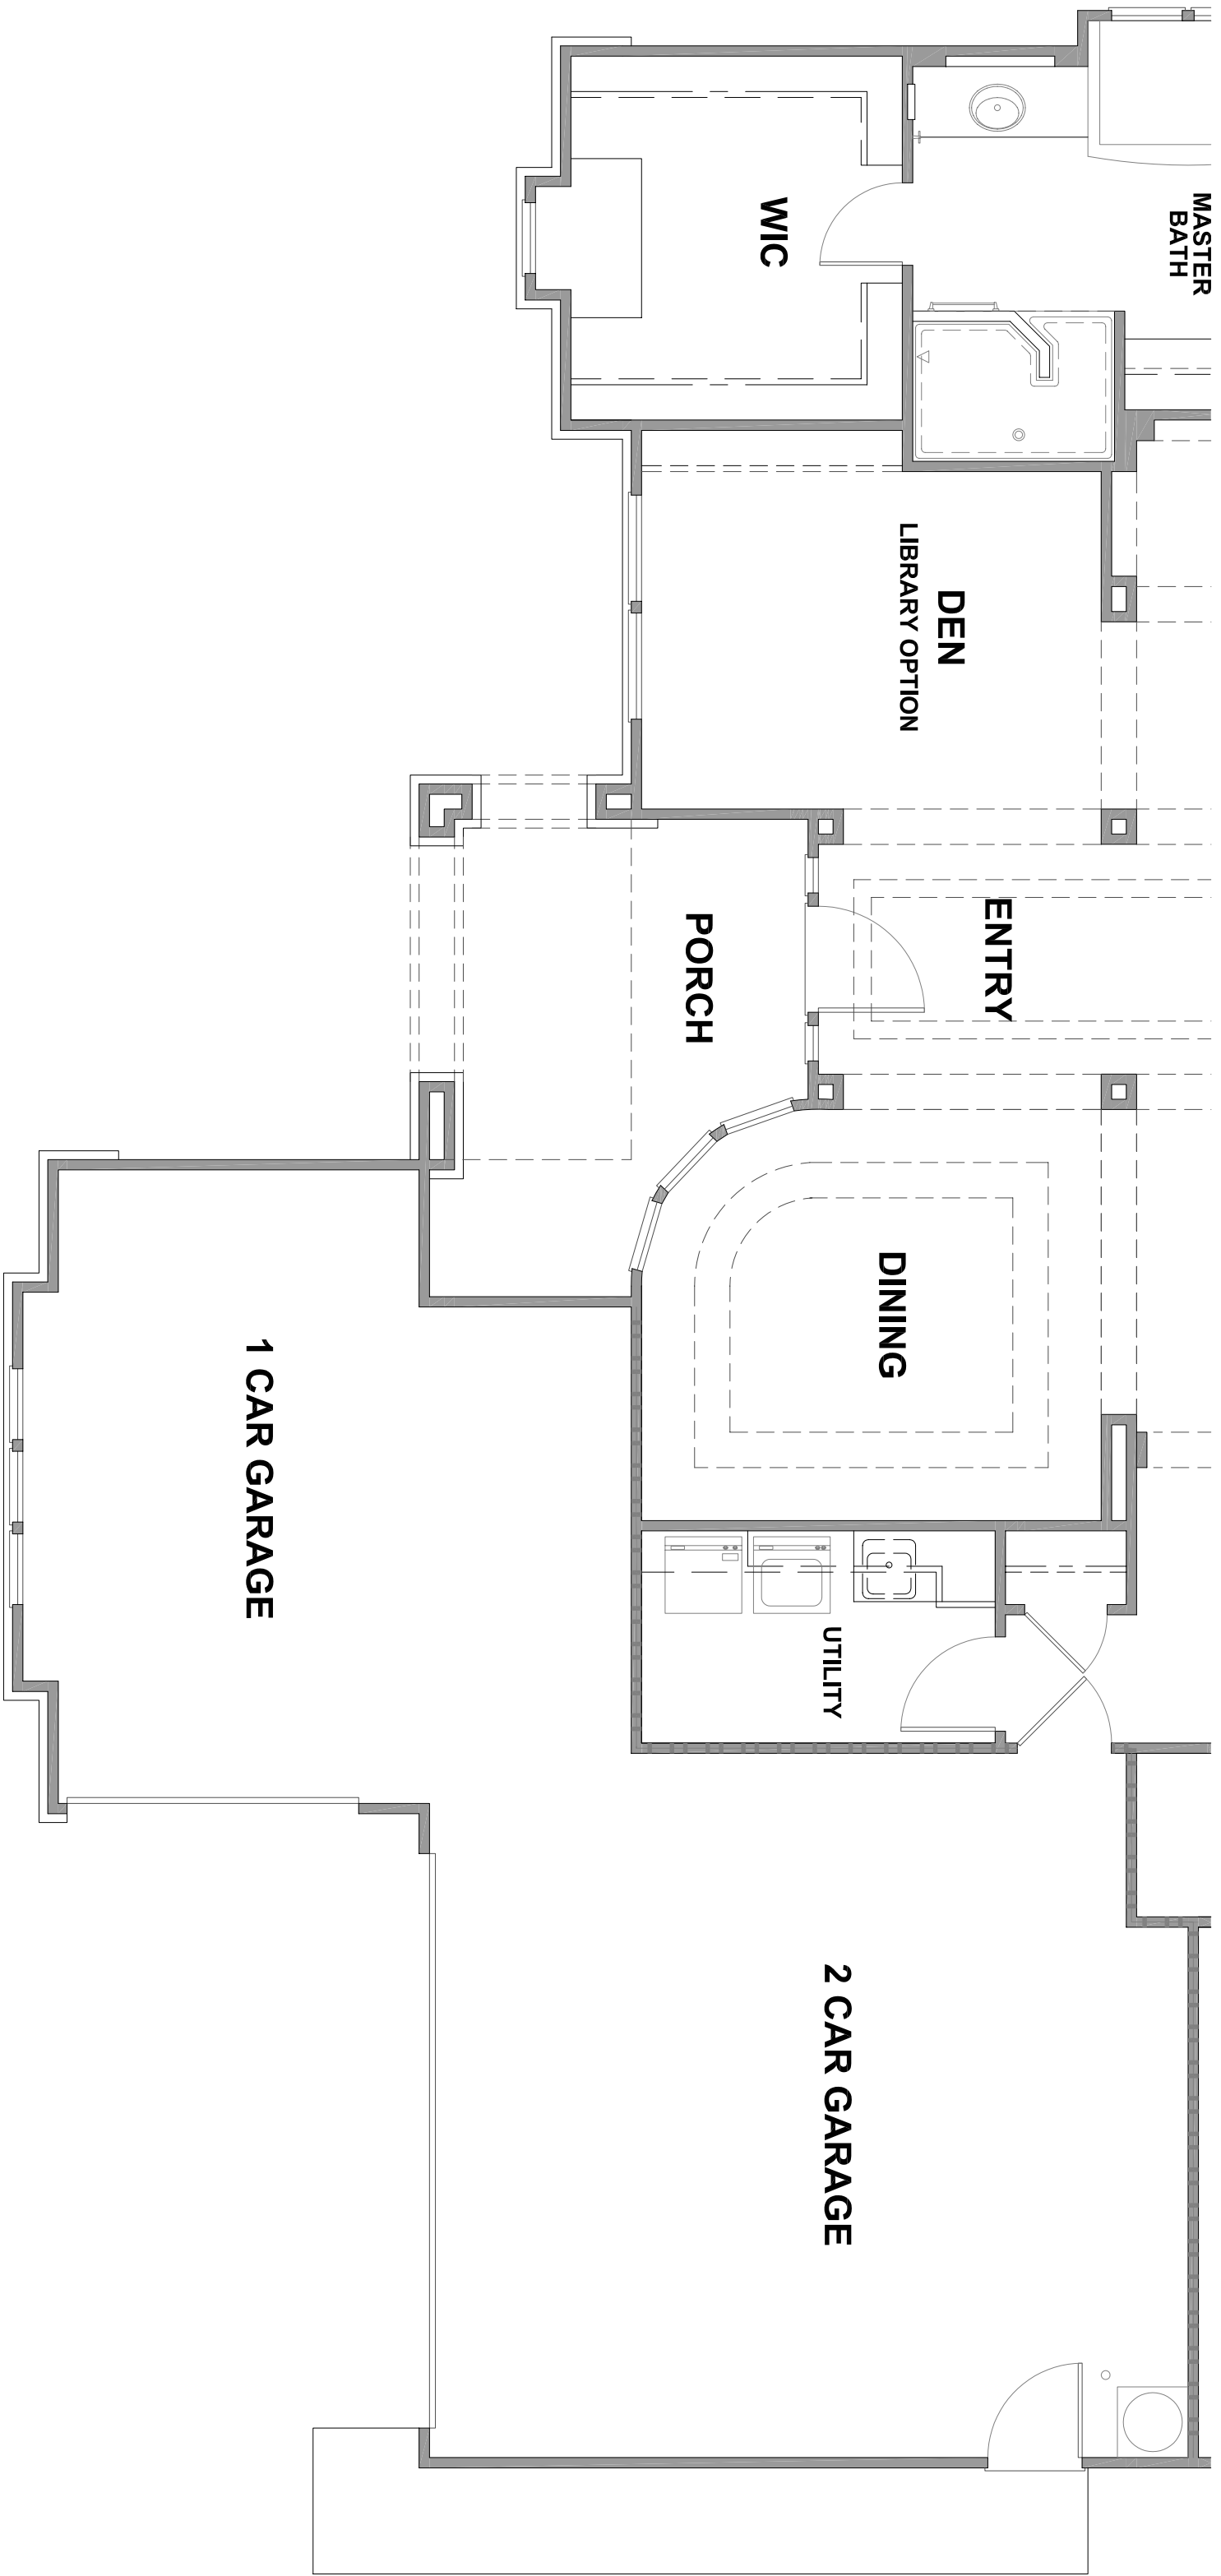 MASTER
BATH
WIC
DEN
LIBRARY OPTION
ENTRY
PORCH
DINING
1 CAR GARAGE
UTILITY
2 CAR GARAGE